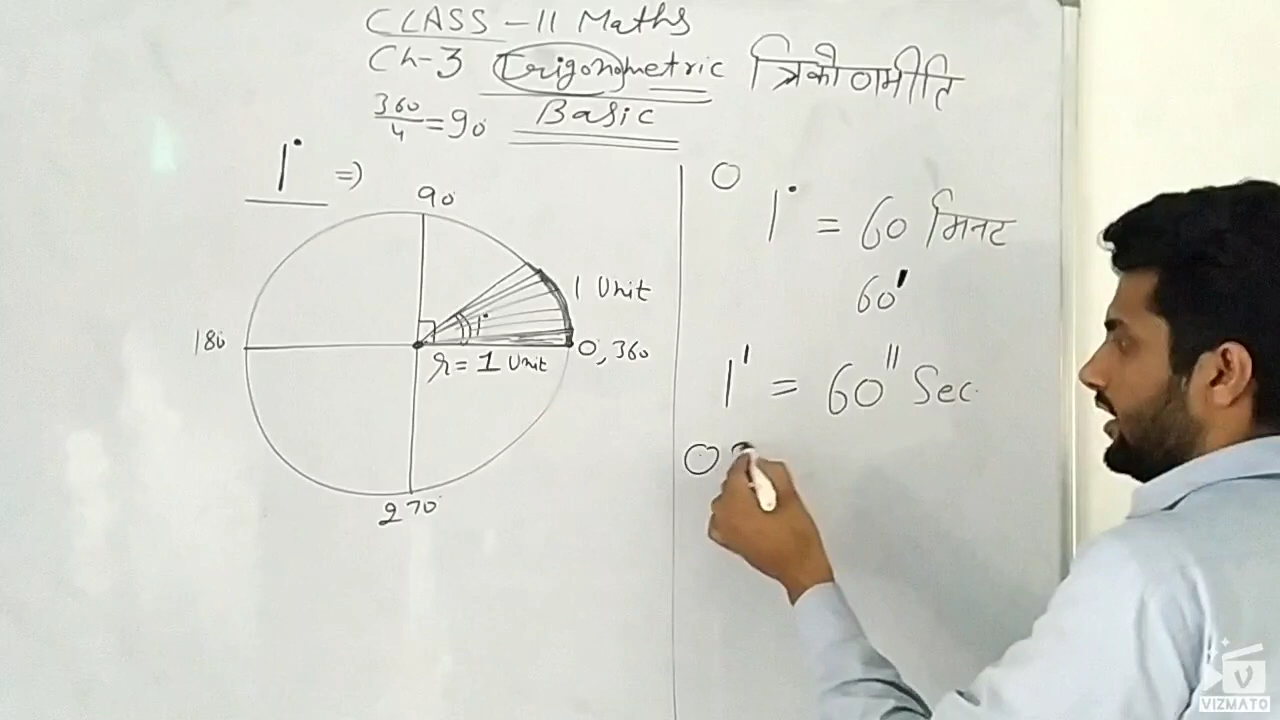 CLASS - 11 Maths
Ch-3 Trigonometric त्रिकोणमीति
360/4 = 90 Basic
1° ⇒
90
180
1 Unit
1°
0, 360
r = 1 Unit
270
O
1° = 60 मिनट
60'
1' = 60'' Sec
O
VIZMATO